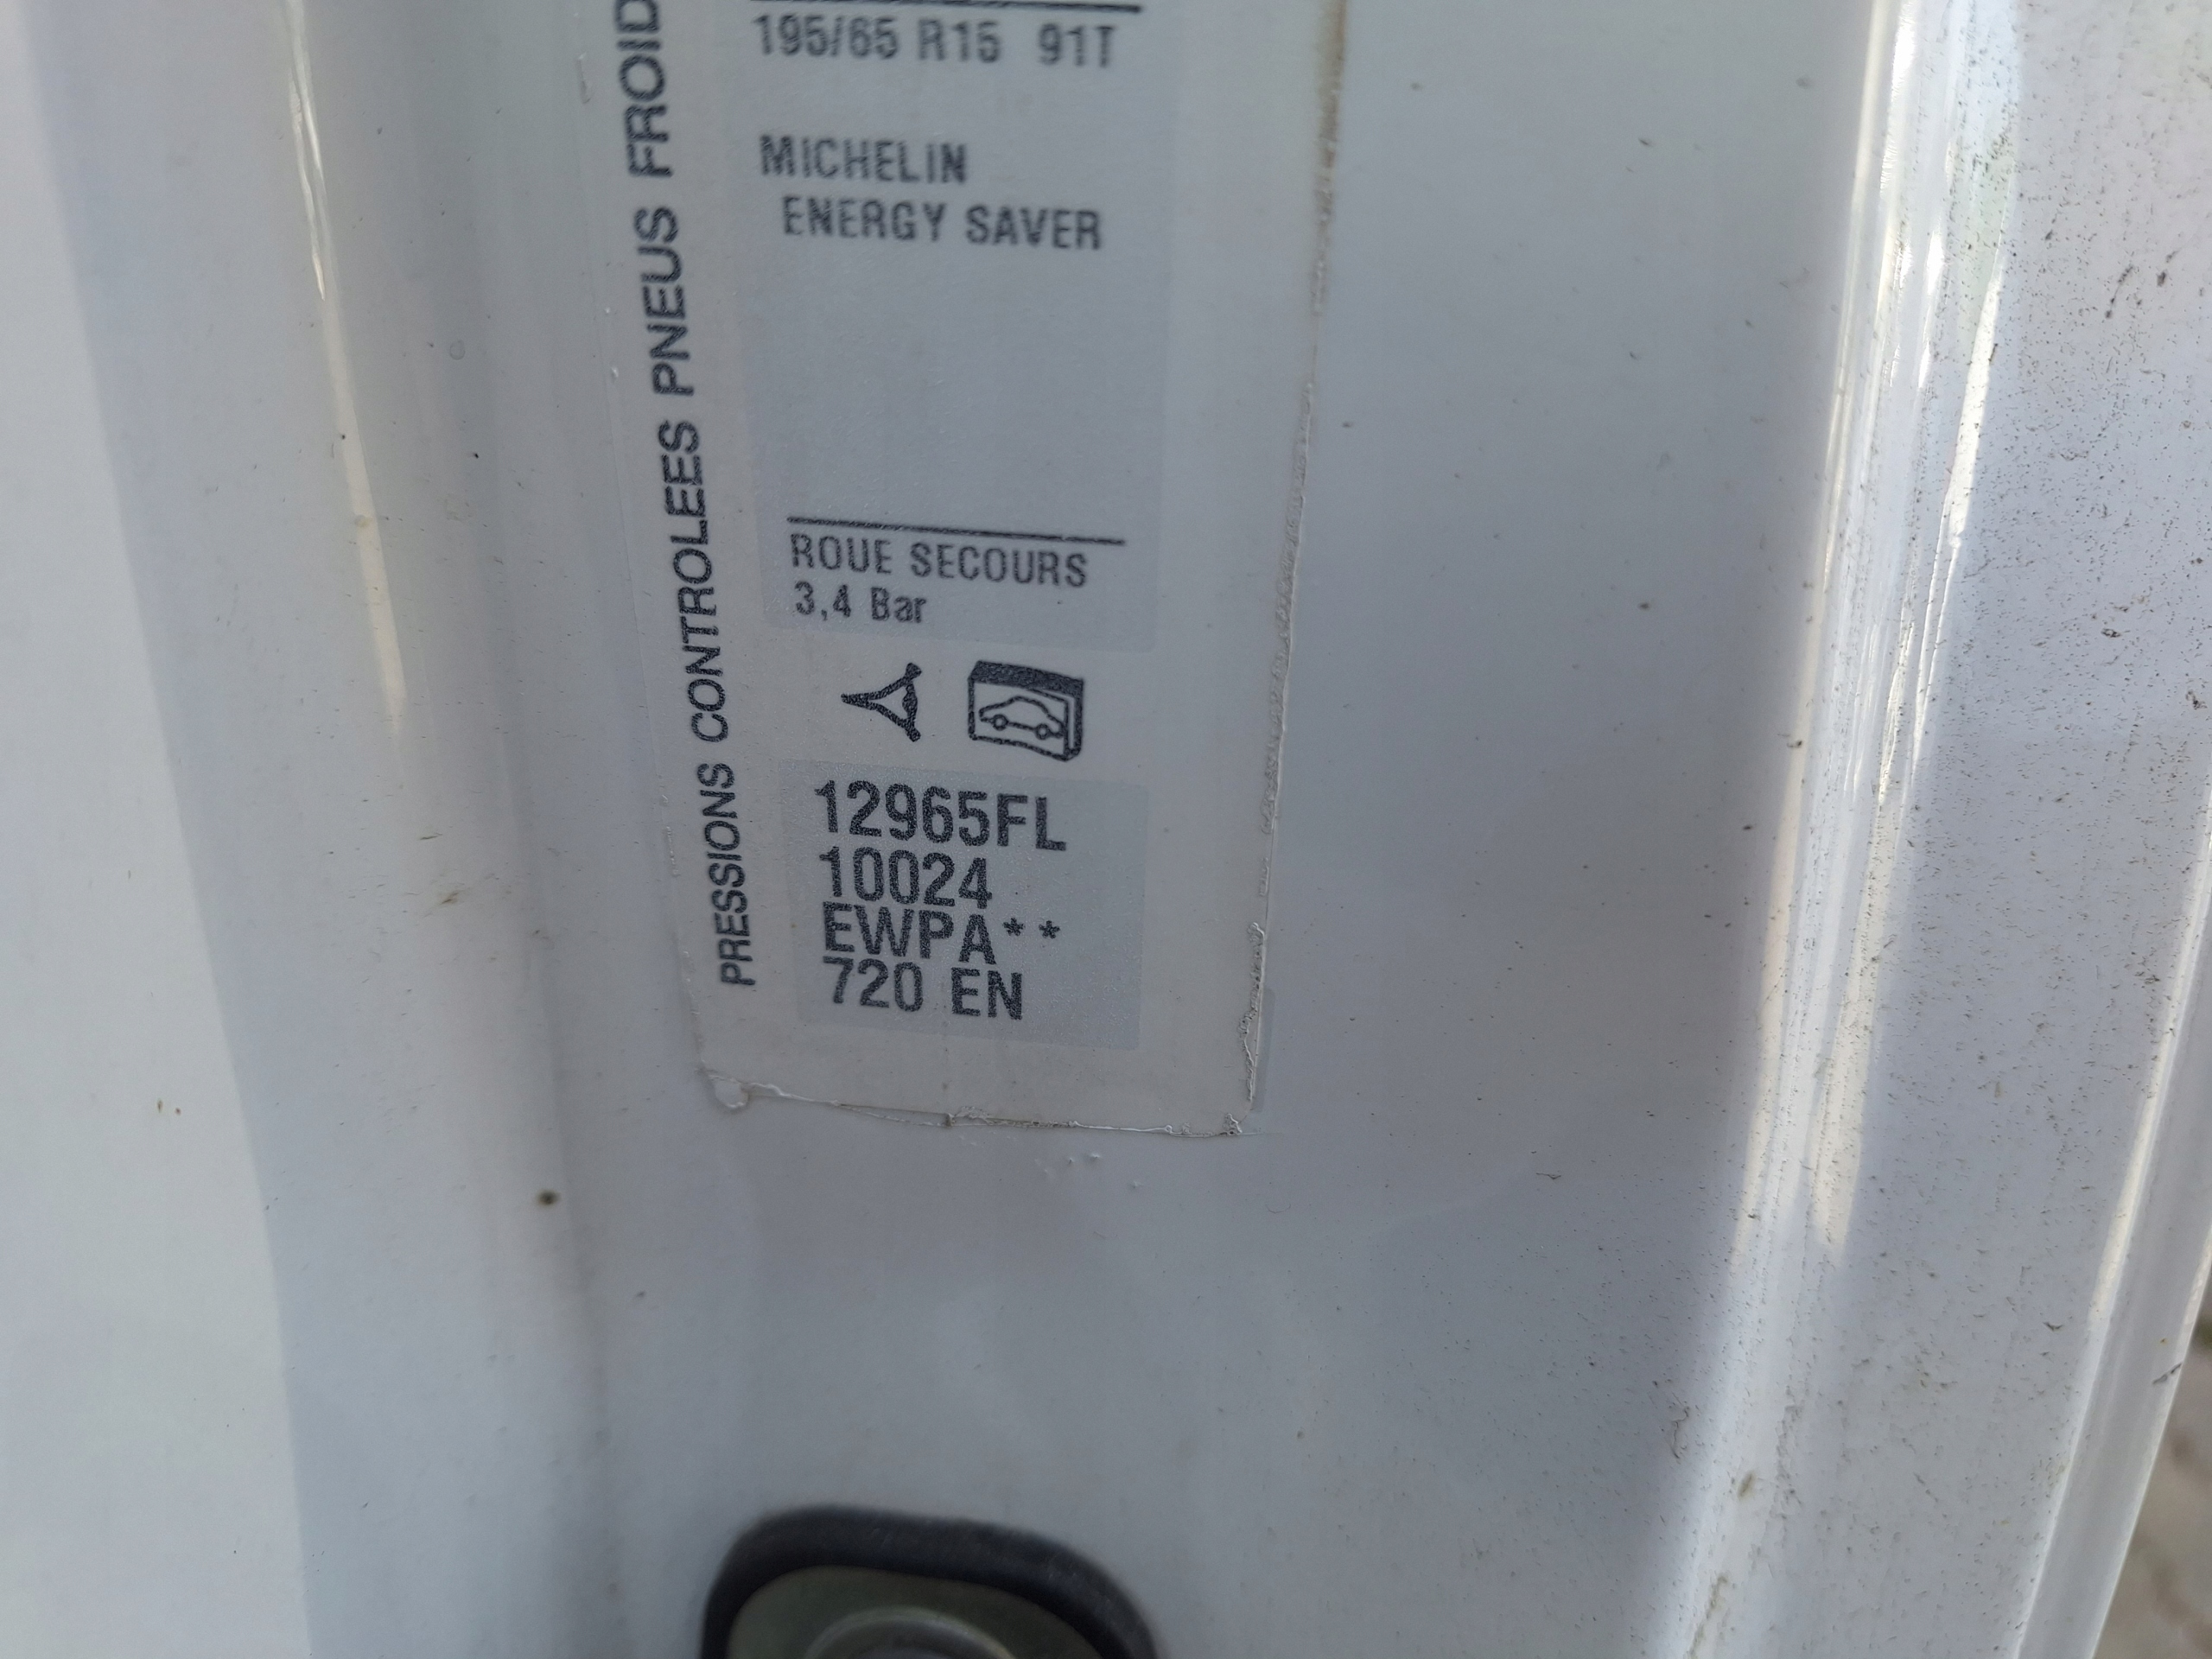 195/65 R15 91T
MICHELIN
ENERGY SAVER
ROUE SECOURS
3,4 Bar
12965FL
10024
EWPA**
720 EN
PRESSIONS CONTROLEES PNEUS FROID